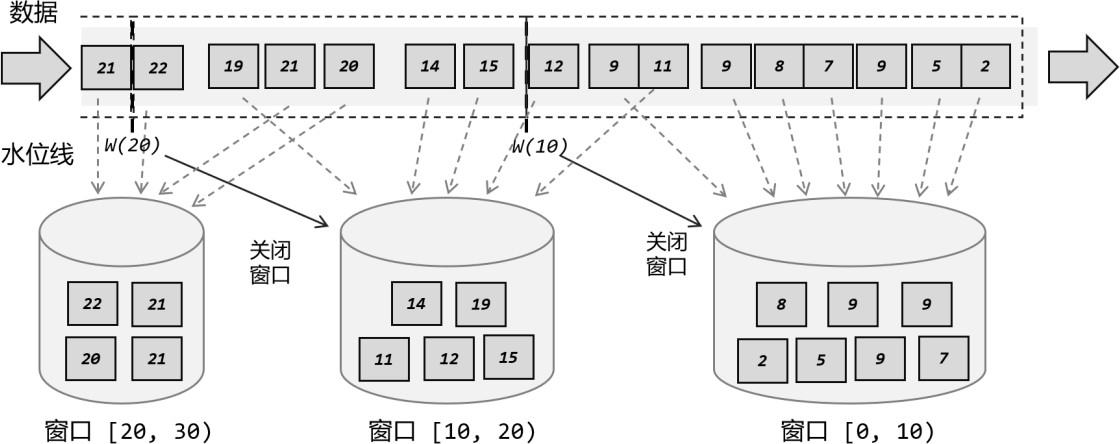 数据
21 22 19 21 20 14 15 12 9 11 9 8 7 9 5 2
水位线
W(20)
W(10)
关闭
窗口
关闭
窗口
22 21
20 21
14 19
11 12 15
8 9 9
2 5 9 7
窗口 [20, 30)
窗口 [10, 20)
窗口 [0, 10)